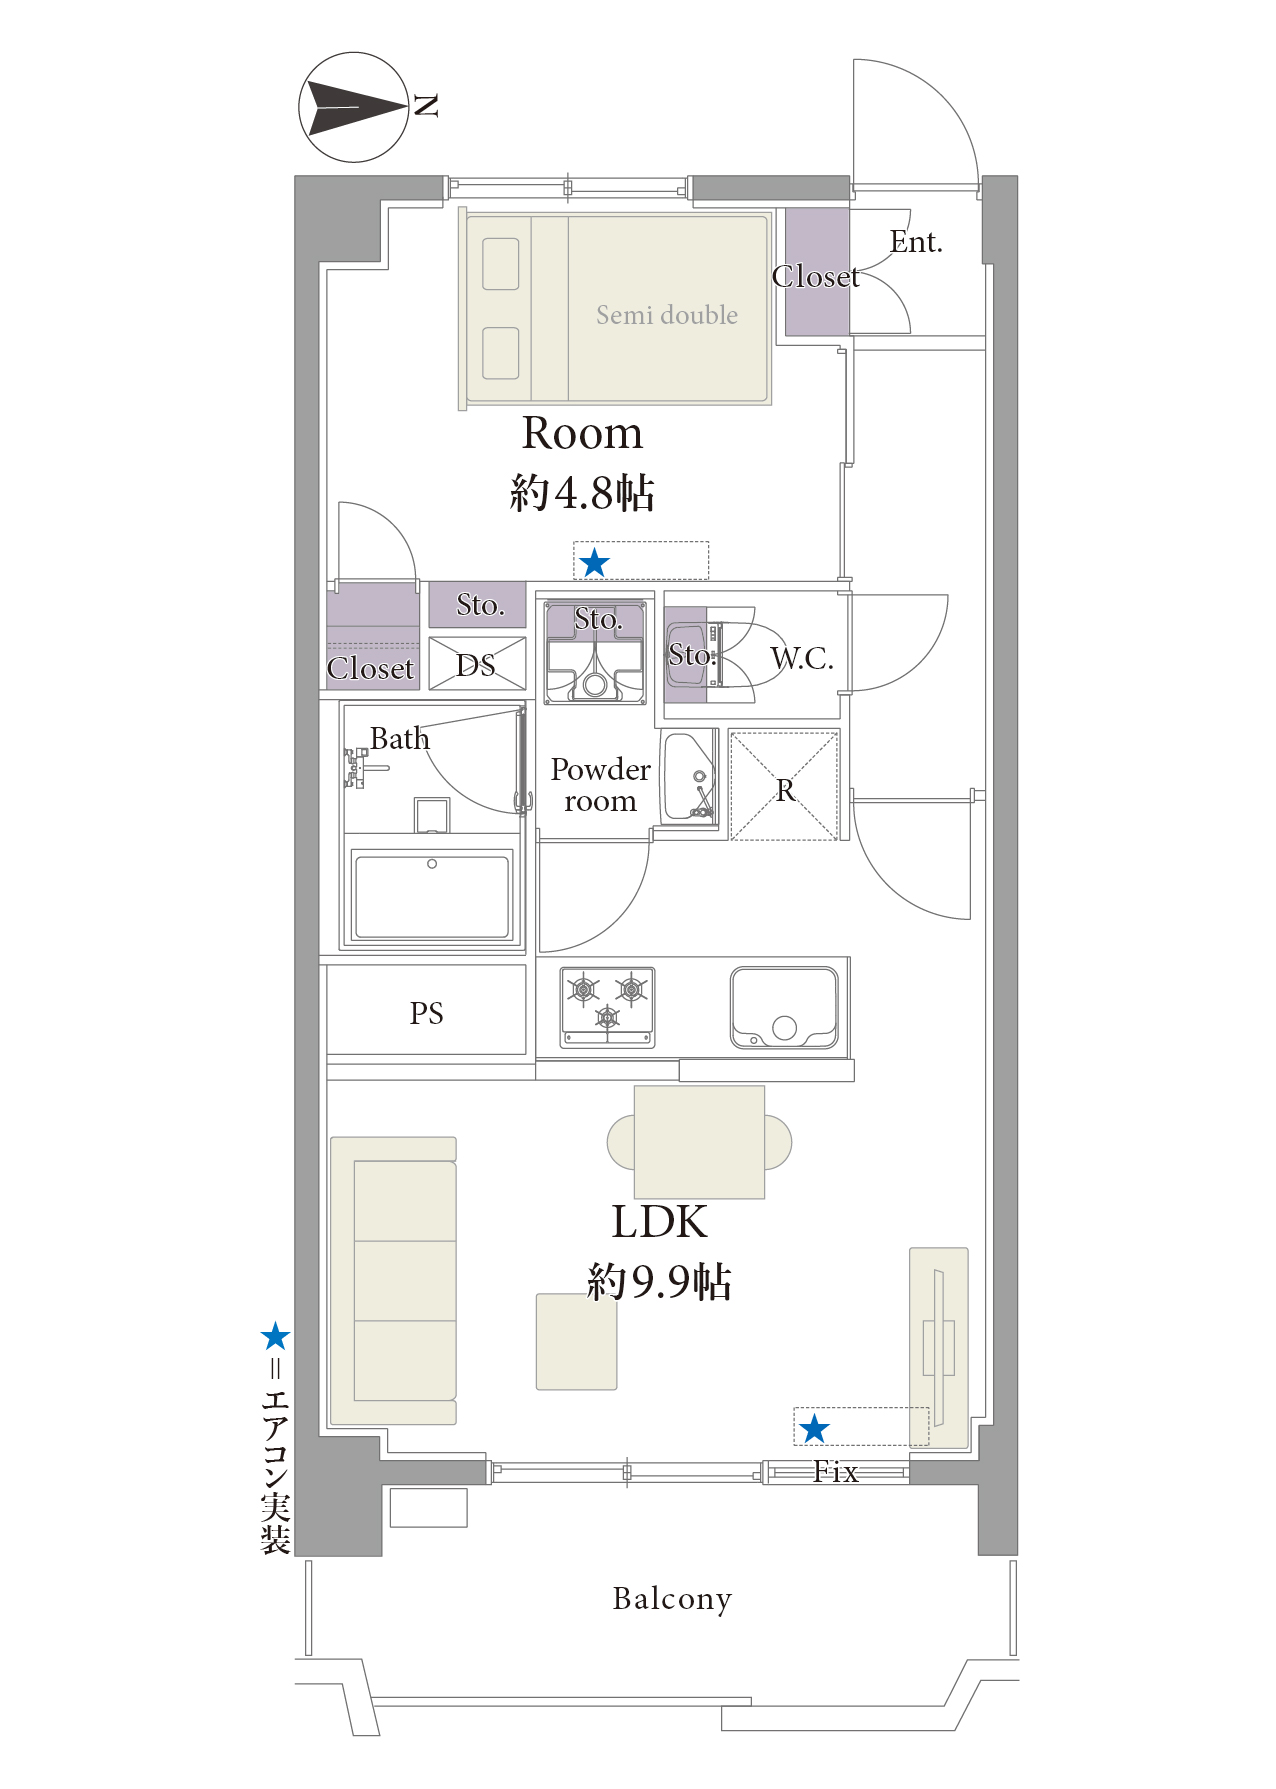 N
Ent.
Closet
Semi double
Room
約4.8帖
★
Sto.
Sto.
Closet
DS
Sto.
W.C.
Bath
Powder
room
R
PS
LDK
約9.9帖
★
Fix
★=エアコン実装
Balcony